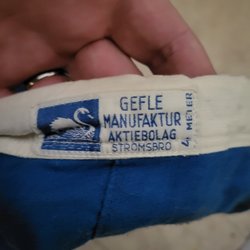 GEFLE
MANUFAKTUR
AKTIEBOLAG
STRÖMSBRO
4 METER